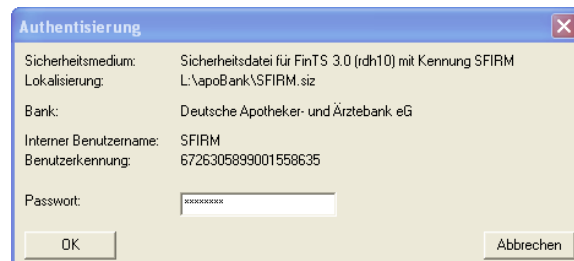 Authentisierung
Sicherheitsmedium: Sicherheitsdatei für FinTS 3.0 (rdh10) mit Kennung SFIRM
Lokalisierung: L:\apoBank\SFIRM.siz
Bank: Deutsche Apotheker- und Ärztebank eG
Interner Benutzername: SFIRM
Benutzerkennung: 6726305899001558635
Passwort: ××××××××
OK Abbrechen